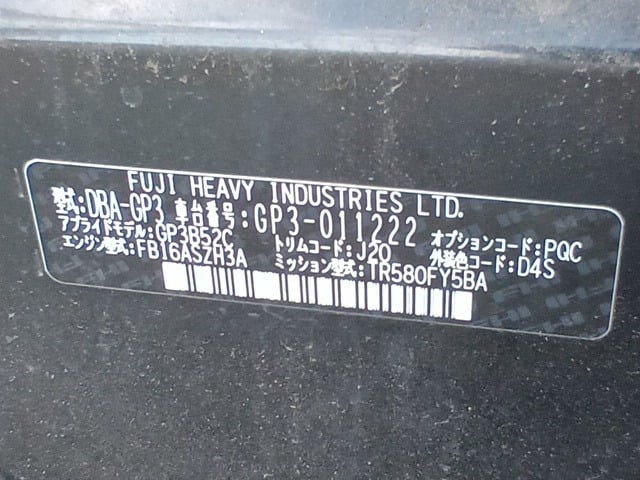 FUJI HEAVY INDUSTRIES LTD.
型式:DBA-GP3 車台番号:GP3-011222
アプライドモデル:GP3B52C トリムコード:J20 オプションコード:PQC
エンジン型式:FB16ASZH3A ミッション型式:TR580FY5BA 外装色コード:D4S